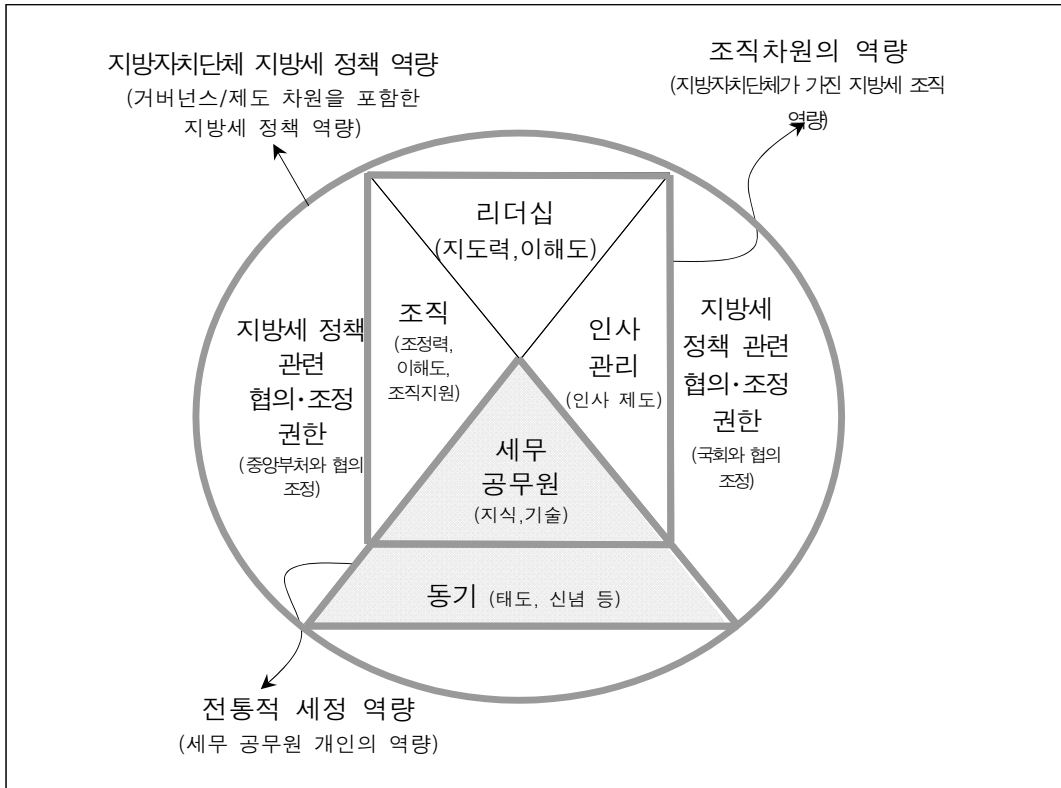 지방자치단체 지방세 정책 역량
(거버넌스/제도 차원을 포함한
지방세 정책 역량)
조직차원의 역량
(지방자치단체가 가진 지방세 조직
역량)
리더십
(지도력,이해도)
지방세 정책
관련
협의·조정
권한
(중앙부처와 협의
조정)
조직
(조정력,
이해도,
조직지원)
인사
관리
(인사 제도)
지방세
정책 관련
협의·조정
권한
(국회와 협의
조정)
세무
공무원
(지식,기술)
동기 (태도, 신념 등)
전통적 세정 역량
(세무 공무원 개인의 역량)